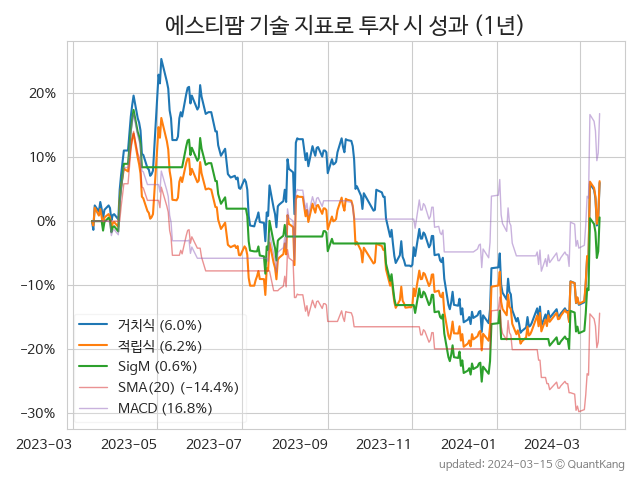 에스티팜 기술 지표로 투자 시 성과 (1년)
20%
10%
0%
−10%
−20%
−30%
거치식 (6.0%)
적립식 (6.2%)
SigM (0.6%)
SMA(20) (−14.4%)
MACD (16.8%)
2023-03 2023-05 2023-07 2023-09 2023-11 2024-01 2024-03
updated: 2024-03-15 © QuantKang